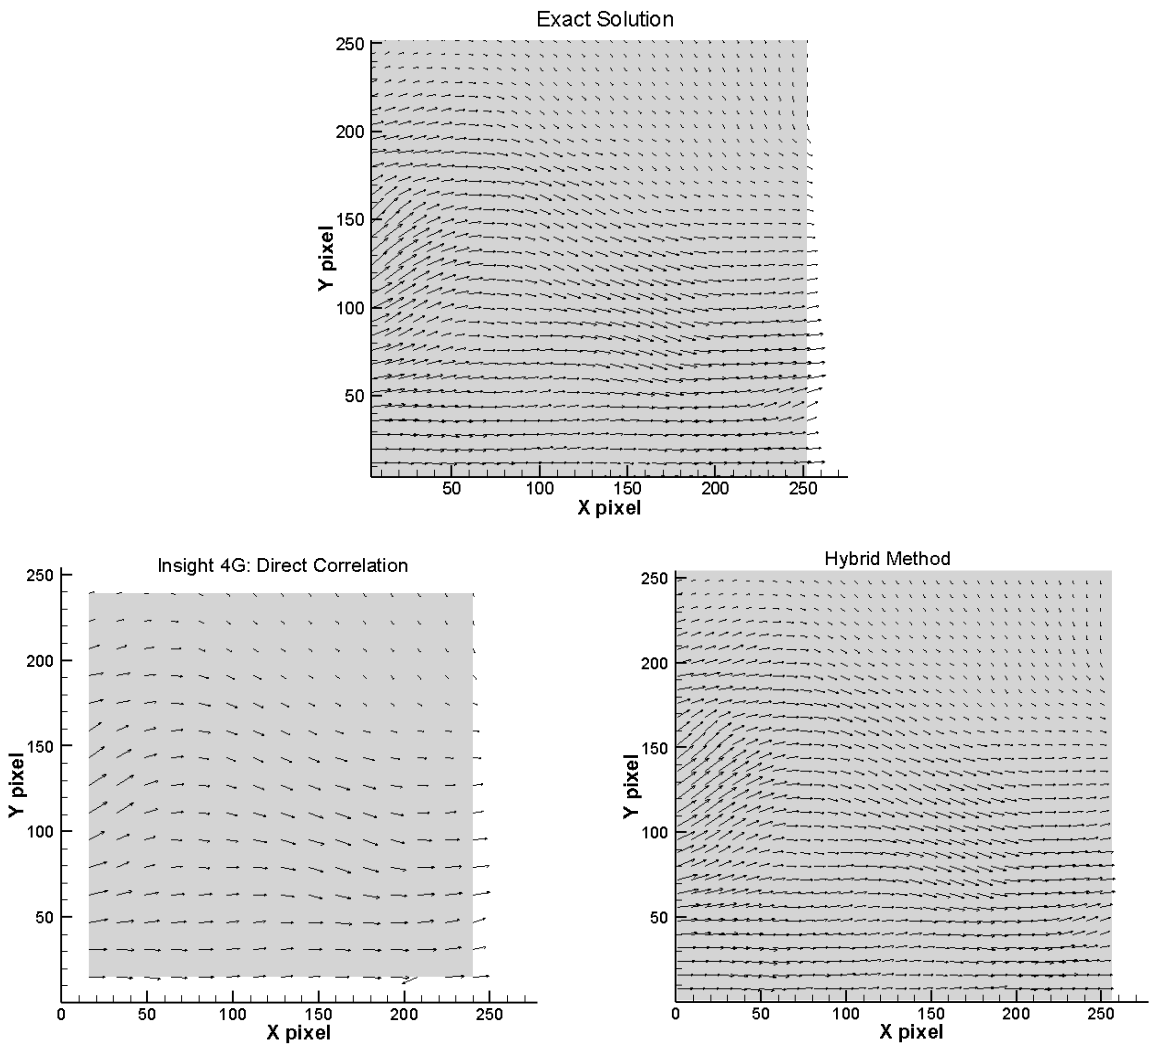 Exact Solution
250
200
150
100
50
Y pixel
50 100 150 200 250
X pixel
Insight 4G: Direct Correlation
250
200
150
100
50
Y pixel
0 50 100 150 200 250
X pixel
Hybrid Method
250
200
150
100
50
Y pixel
0 50 100 150 200 250
X pixel